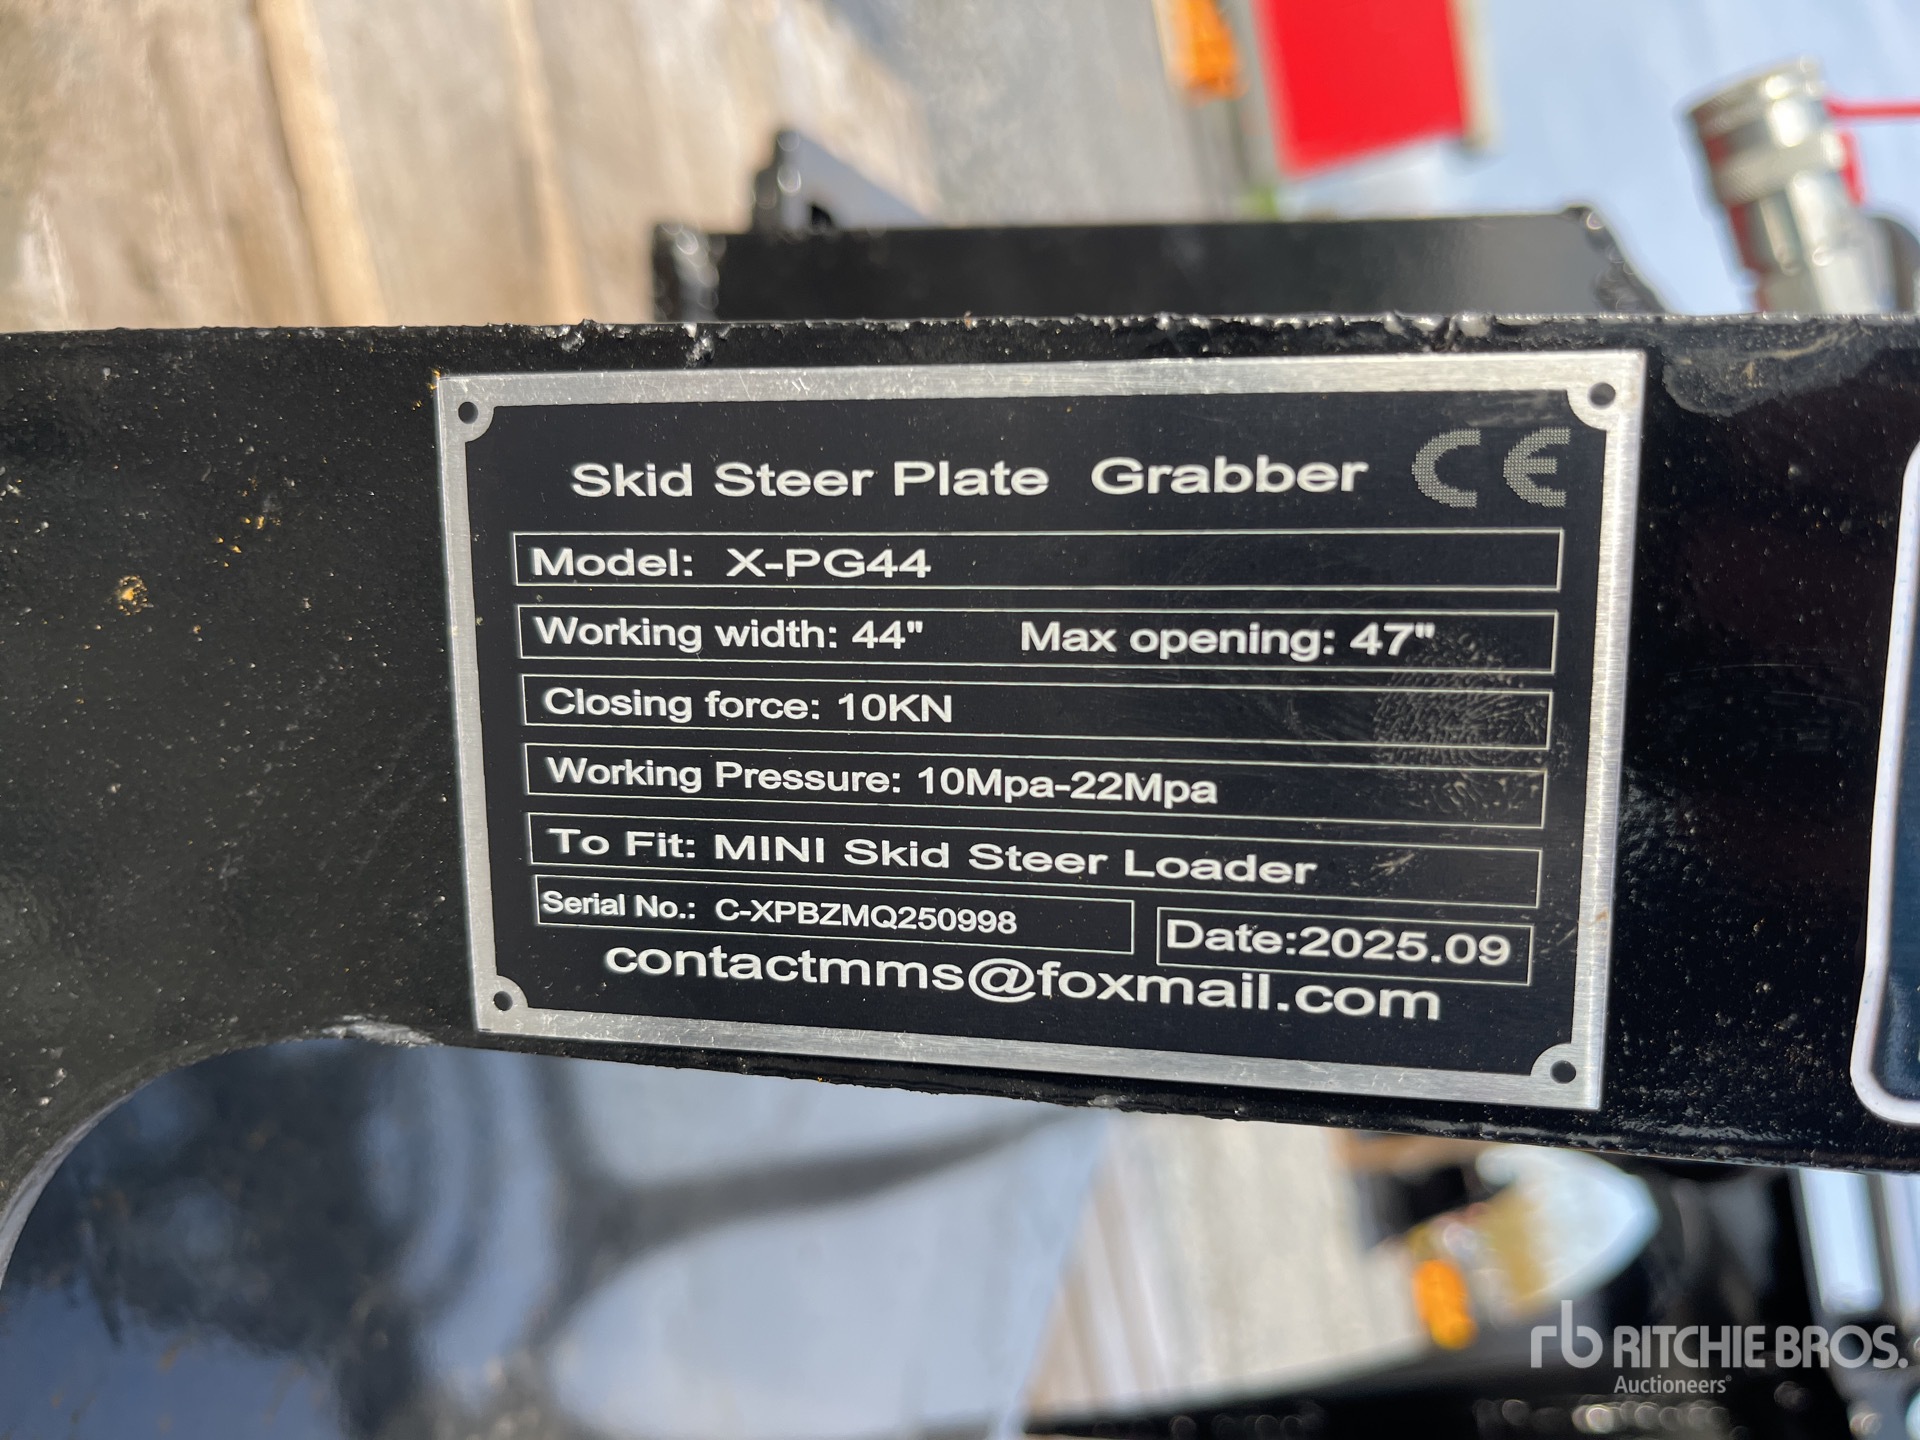 Skid Steer Plate Grabber CE
Model: X-PG44
Working width: 44" Max opening: 47"
Closing force: 10KN
Working Pressure: 10Mpa-22Mpa
To Fit: MINI Skid Steer Loader
Serial No.: C-XPBZMQ250998 Date:2025.09
contactmms@foxmail.com
rb RITCHIE BROS.
Auctioneers